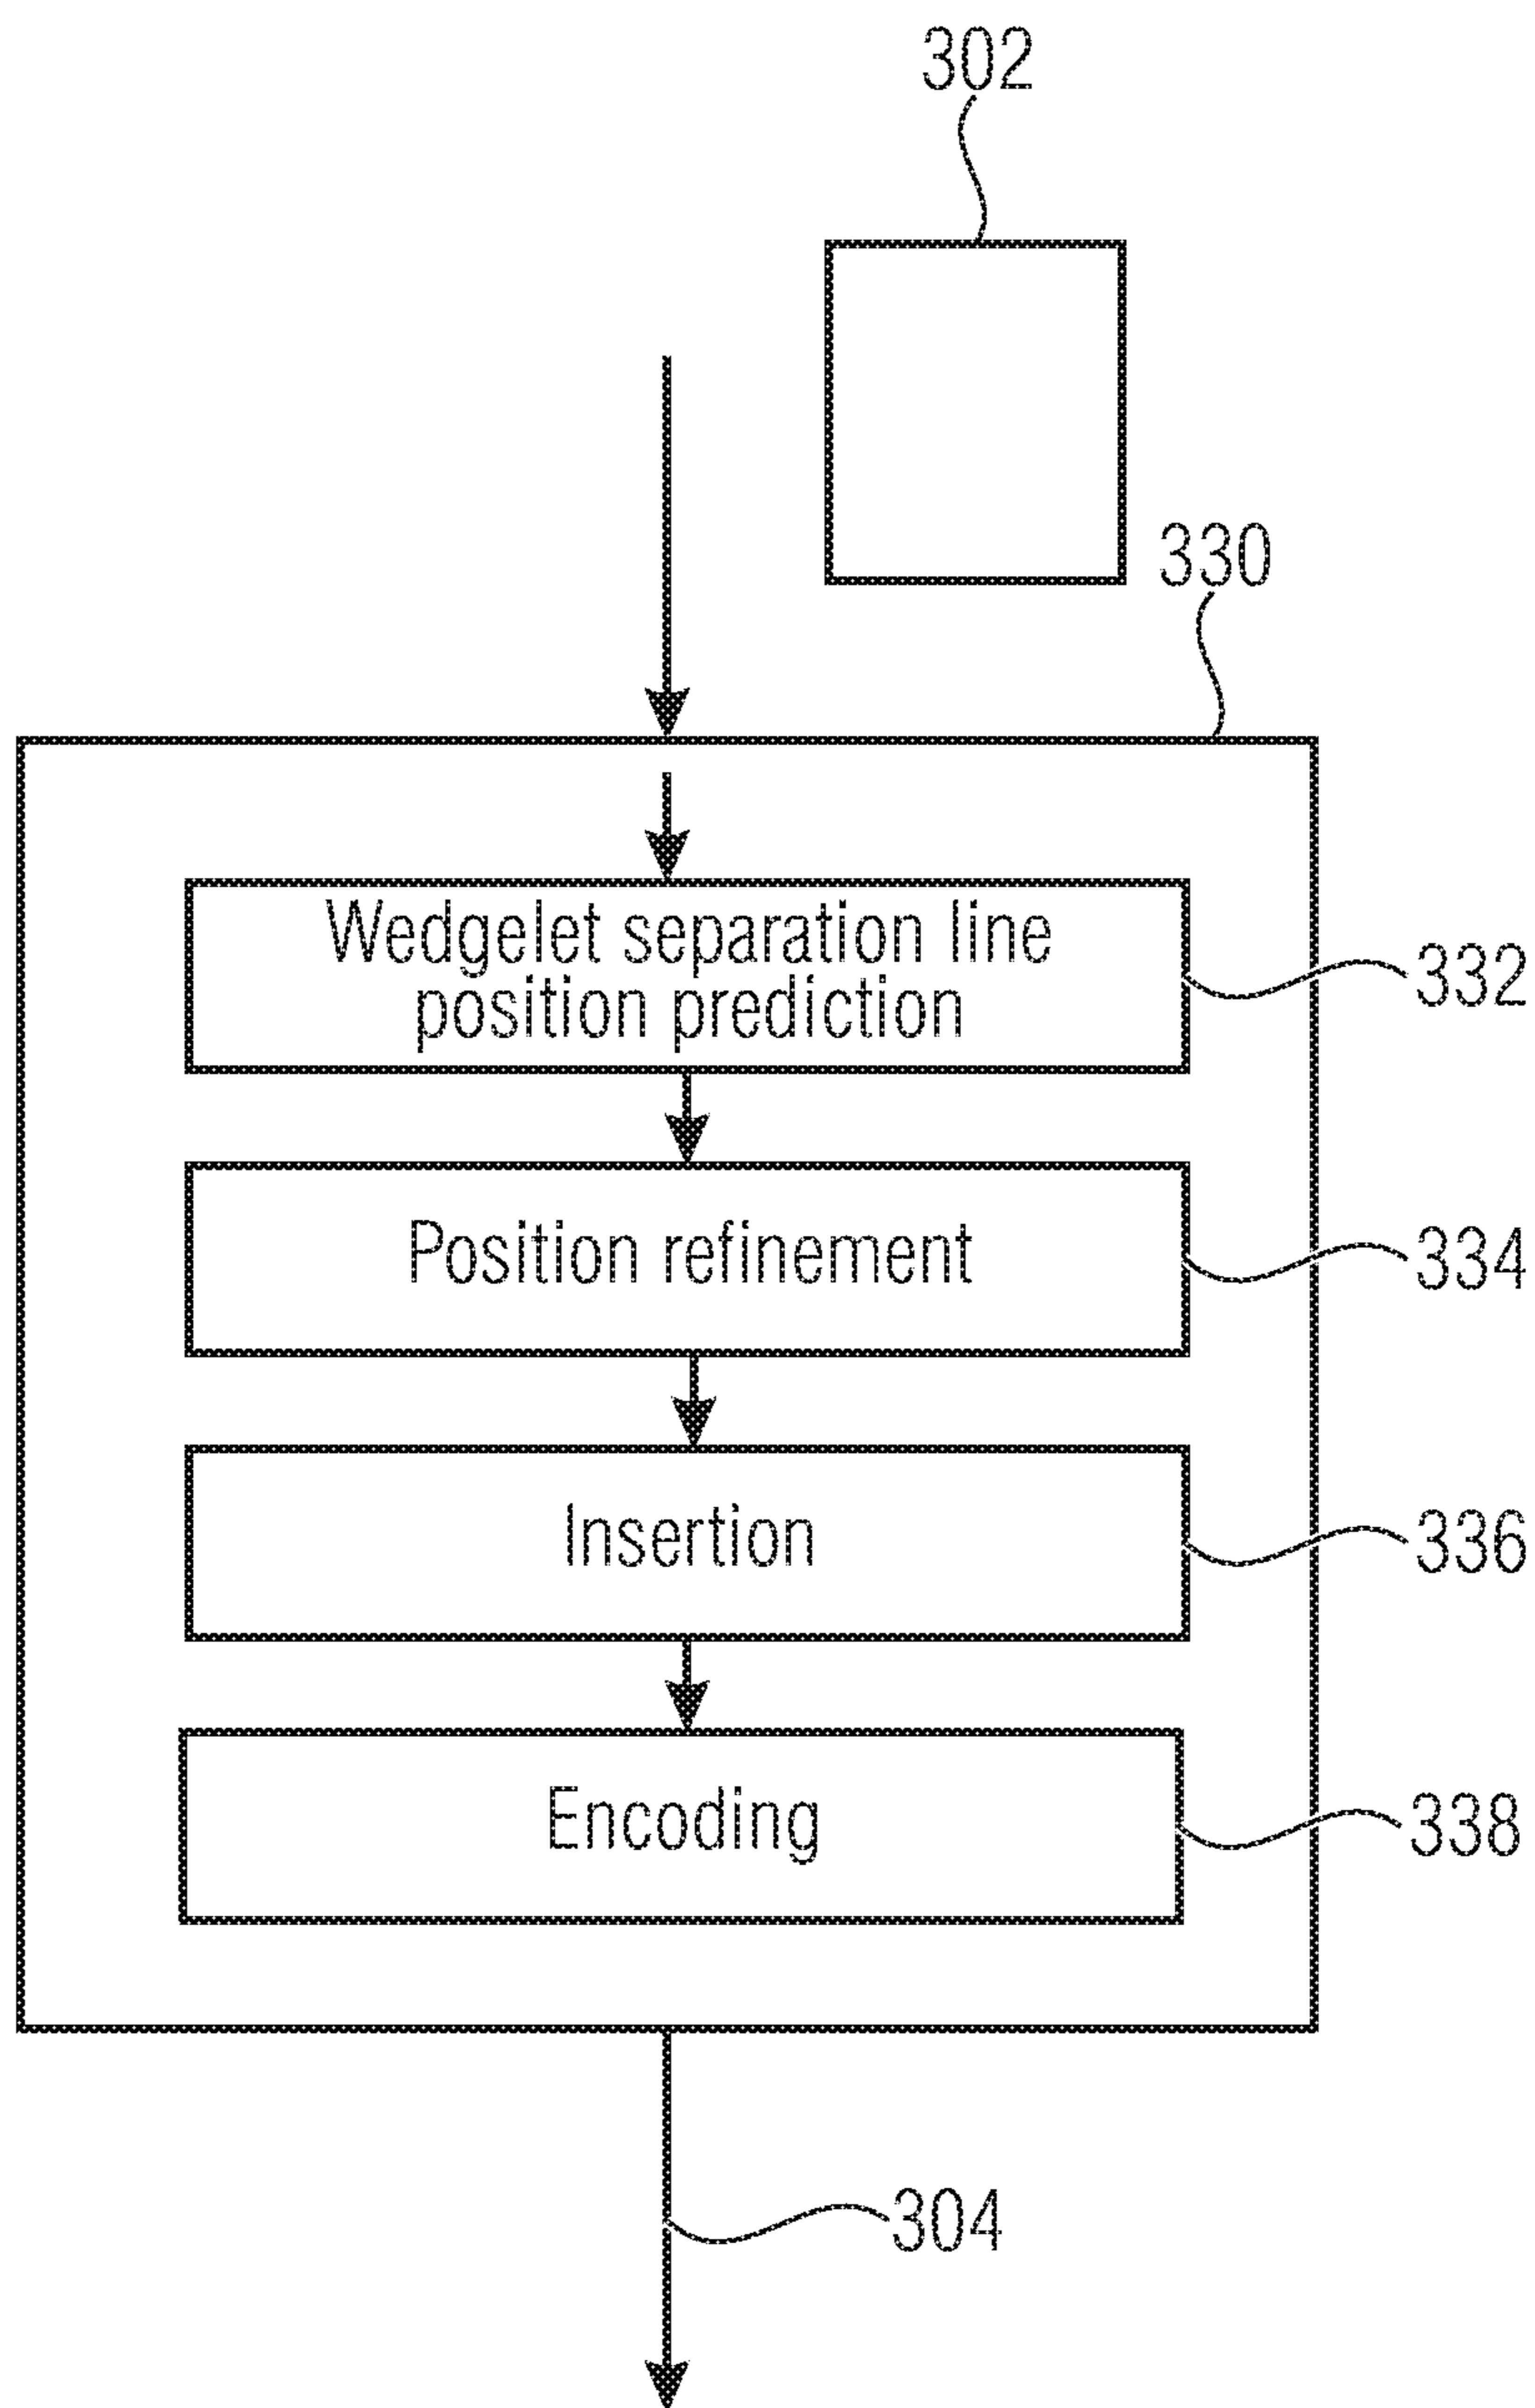 302
330
Wedgelet separation line
position prediction
332
Position refinement
334
Insertion
336
Encoding
338
304